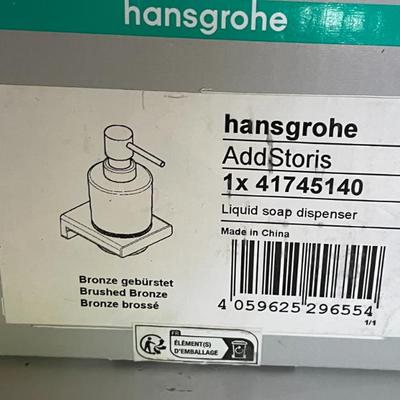 hansgrohe
hansgrohe
AddStoris
1x 41745140
Liquid soap dispenser
Made in China
Bronze gebürstet
Brushed Bronze
Bronze brossé
4 059625 296554
1/1
FR
ÉLÉMENT(S)
D'EMBALLAGE